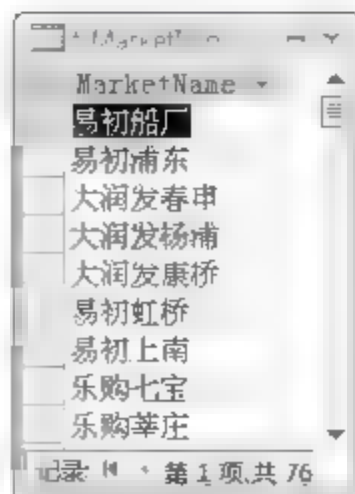 MarketName
易初船厂
易初浦东
大润发春申
大润发杨浦
大润发康桥
易初虹桥
易初上南
乐购七宝
乐购莘庄
记录: 第 1 项,共 76